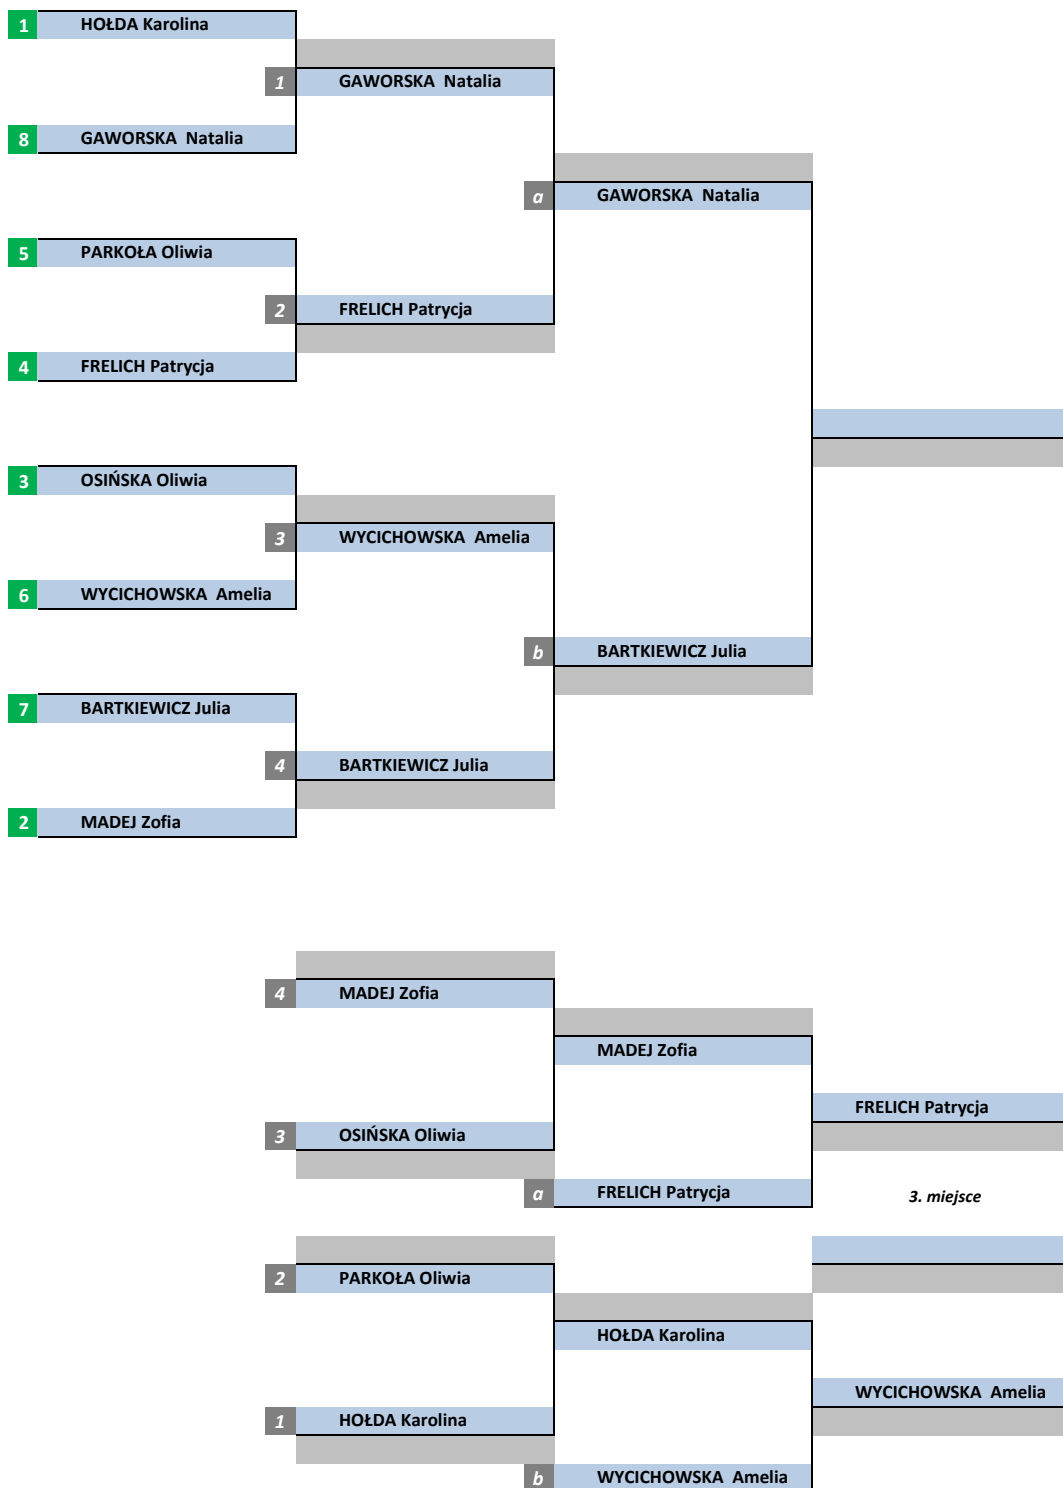 1 HOŁDA Karolina
1 GAWORSKA  Natalia
8 GAWORSKA  Natalia
a GAWORSKA  Natalia
5 PARKOŁA Oliwia
2 FRELICH Patrycja
4 FRELICH Patrycja
3 OSIŃSKA Oliwia
3 WYCICHOWSKA  Amelia
6 WYCICHOWSKA  Amelia
b BARTKIEWICZ Julia
7 BARTKIEWICZ Julia
4 BARTKIEWICZ Julia
2 MADEJ Zofia
4 MADEJ Zofia
MADEJ Zofia
FRELICH Patrycja
3 OSIŃSKA Oliwia
a FRELICH Patrycja
3. miejsce
2 PARKOŁA Oliwia
HOŁDA Karolina
WYCICHOWSKA  Amelia
1 HOŁDA Karolina
b WYCICHOWSKA  Amelia